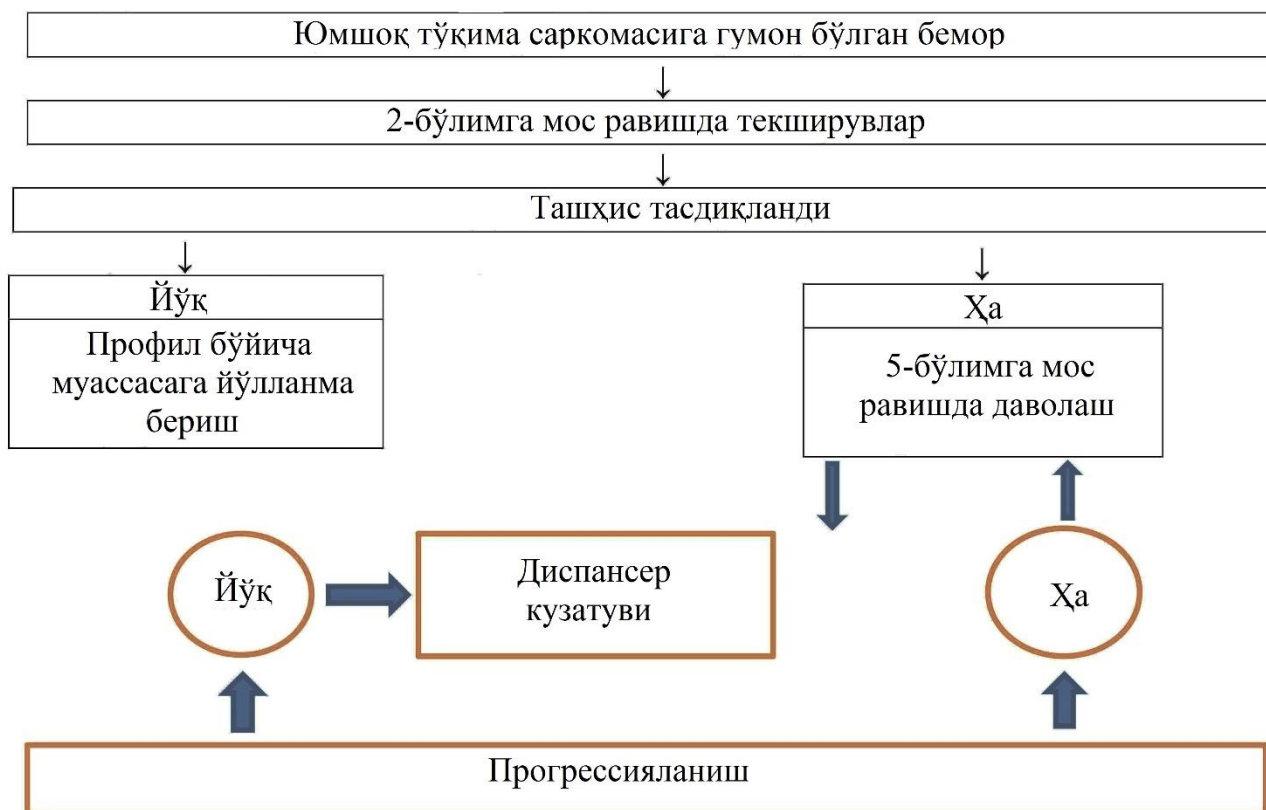 Юмшоқ тўқима саркомасига гумон бўлган бемор
2-бўлимга мос равишда текширувлар
Ташҳис тасдиқланди
Йўқ
Профил бўйича
муассасага йўлланма
бериш
Ҳа
5-бўлимга мос
равишда даволаш
Йўқ
Диспансер
кузатуви
Ҳа
Прогрессияланиш